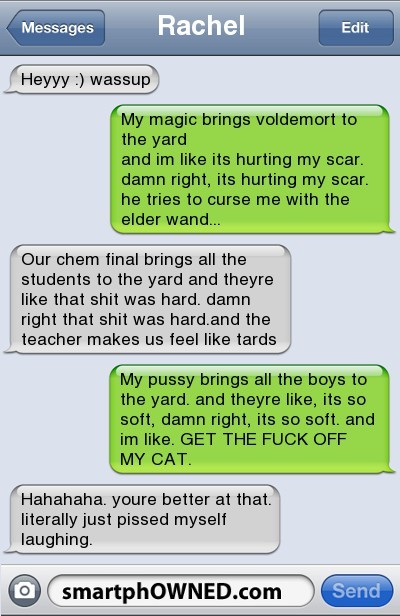 Messages
Rachel
Edit
Heyyy :) wassup
My magic brings voldemort to
the yard
and im like its hurting my scar.
damn right, its hurting my scar.
he tries to curse me with the
elder wand...
Our chem final brings all the
students to the yard and theyre
like that shit was hard. damn
right that shit was hard.and the
teacher makes us feel like tards
My pussy brings all the boys to
the yard. and theyre like, its so
soft, damn right, its so soft. and
im like. GET THE FUCK OFF
MY CAT.
Hahahaha. youre better at that.
literally just pissed myself
laughing.
smartphOWNED.com
Send